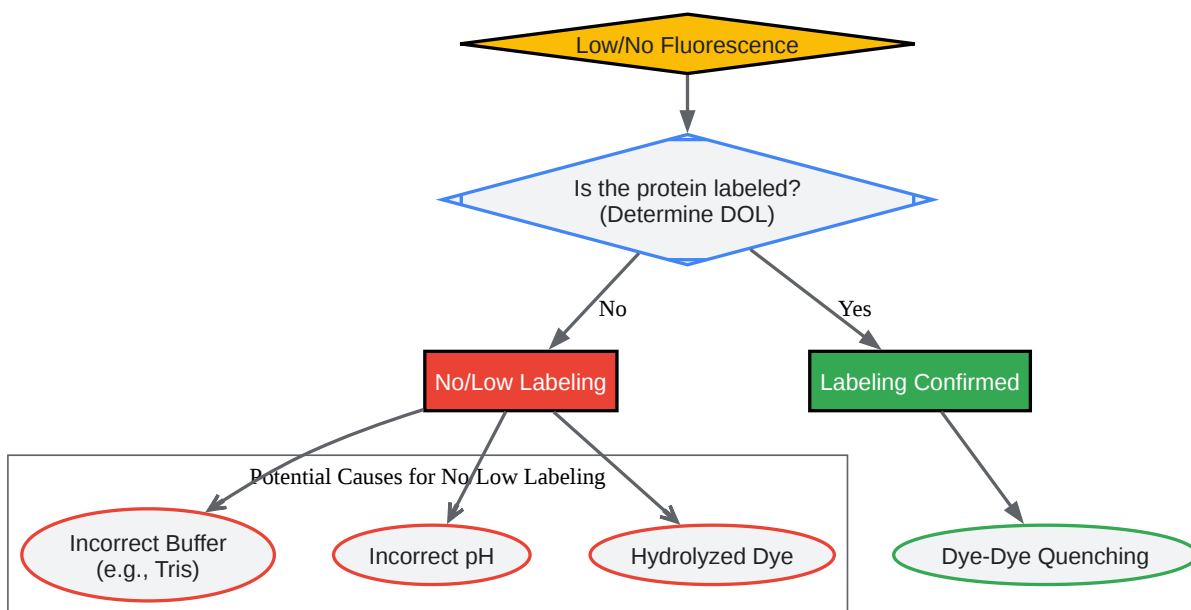 Low/No Fluorescence
Is the protein labeled?
(Determine DOL)
No
Yes
No/Low Labeling
Labeling Confirmed
Potential Causes for No/Low Labeling
Incorrect Buffer
(e.g., Tris)
Incorrect pH
Hydrolyzed Dye
Dye-Dye Quenching